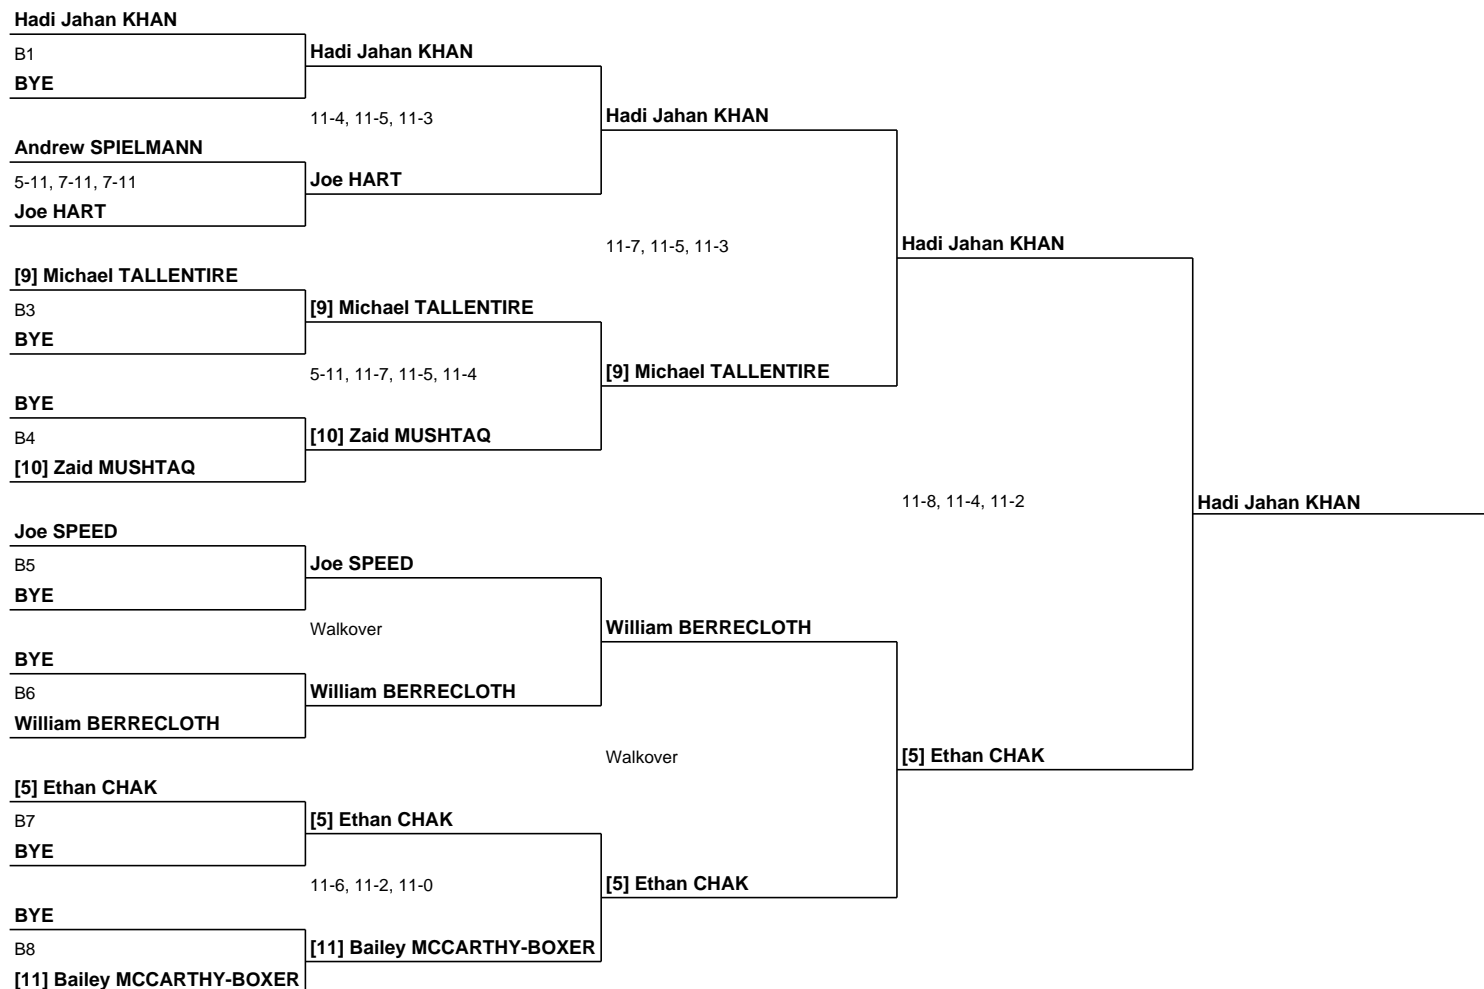 Hadi Jahan KHAN
B1
BYE
Andrew SPIELMANN
5-11, 7-11, 7-11
Joe HART
[9] Michael TALLENTIRE
B3
BYE
BYE
B4
[10] Zaid MUSHTAQ
Joe SPEED
B5
BYE
BYE
B6
William BERRECLOTH
[5] Ethan CHAK
B7
BYE
BYE
B8
[11] Bailey MCCARTHY-BOXER
Hadi Jahan KHAN
11-4, 11-5, 11-3
Joe HART
[9] Michael TALLENTIRE
5-11, 11-7, 11-5, 11-4
[10] Zaid MUSHTAQ
Joe SPEED
Walkover
William BERRECLOTH
[5] Ethan CHAK
11-6, 11-2, 11-0
[11] Bailey MCCARTHY-BOXER
Hadi Jahan KHAN
11-7, 11-5, 11-3
[9] Michael TALLENTIRE
William BERRECLOTH
Walkover
[5] Ethan CHAK
Hadi Jahan KHAN
11-8, 11-4, 11-2
[5] Ethan CHAK
Hadi Jahan KHAN